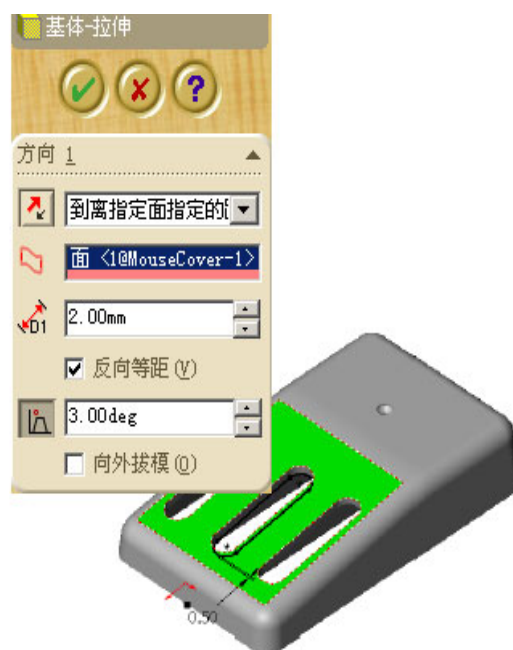 基体-拉伸
?
方向 1
到离指定面指定的
面 <1@MouseCover-1>
D1
2.00mm
反向等距(V)
3.00deg
向外拔模(O)
0.50